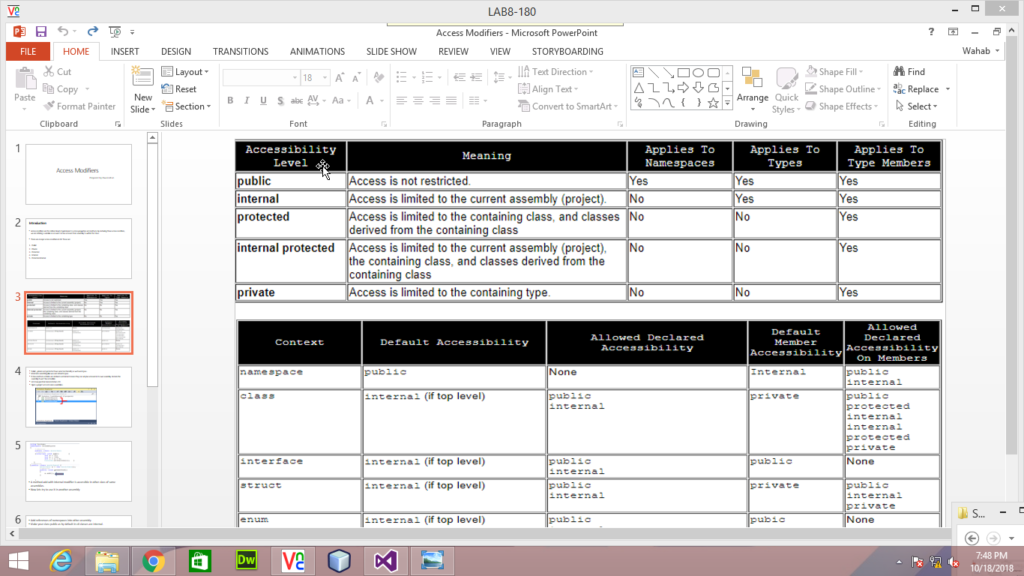 LAB8-180
Access Modifiers - Microsoft PowerPoint
FILE HOME INSERT DESIGN TRANSITIONS ANIMATIONS SLIDE SHOW REVIEW VIEW STORYBOARDING
Wahab
Paste
Cut
Copy
Format Painter
Clipboard
New
Slide
Layout
Reset
Section
Slides
18
B I U S abc AV Aa A
Font
Text Direction
Align Text
Convert to SmartArt
Paragraph
Arrange
Quick
Styles
Shape Fill
Shape Outline
Shape Effects
Drawing
Find
Replace
Select
Editing
1
Access Modifiers
2
Introduction
3
4
5
6
Accessibility Level Meaning Applies To Namespaces Applies To Types Applies To Type Members
public Access is not restricted. Yes Yes Yes
internal Access is limited to the current assembly (project). No Yes Yes
protected Access is limited to the containing class, and classes No No Yes
derived from the containing class
internal protected Access is limited to the current assembly (project), No No Yes
the containing class, and classes derived from the
containing class
private Access is limited to the containing type. No No Yes
Context Default Accessibility Allowed Declared Accessibility Default Member Accessibility Allowed Declared Accessibility On Members
namespace public None Internal public
internal
class internal (if top level) public private public
internal protected
internal
internal
protected
private
interface internal (if top level) public public None
internal
struct internal (if top level) public private public
internal internal
private
enum internal (if top level) public pubic None
S...
Dw
7:48 PM
10/18/2018